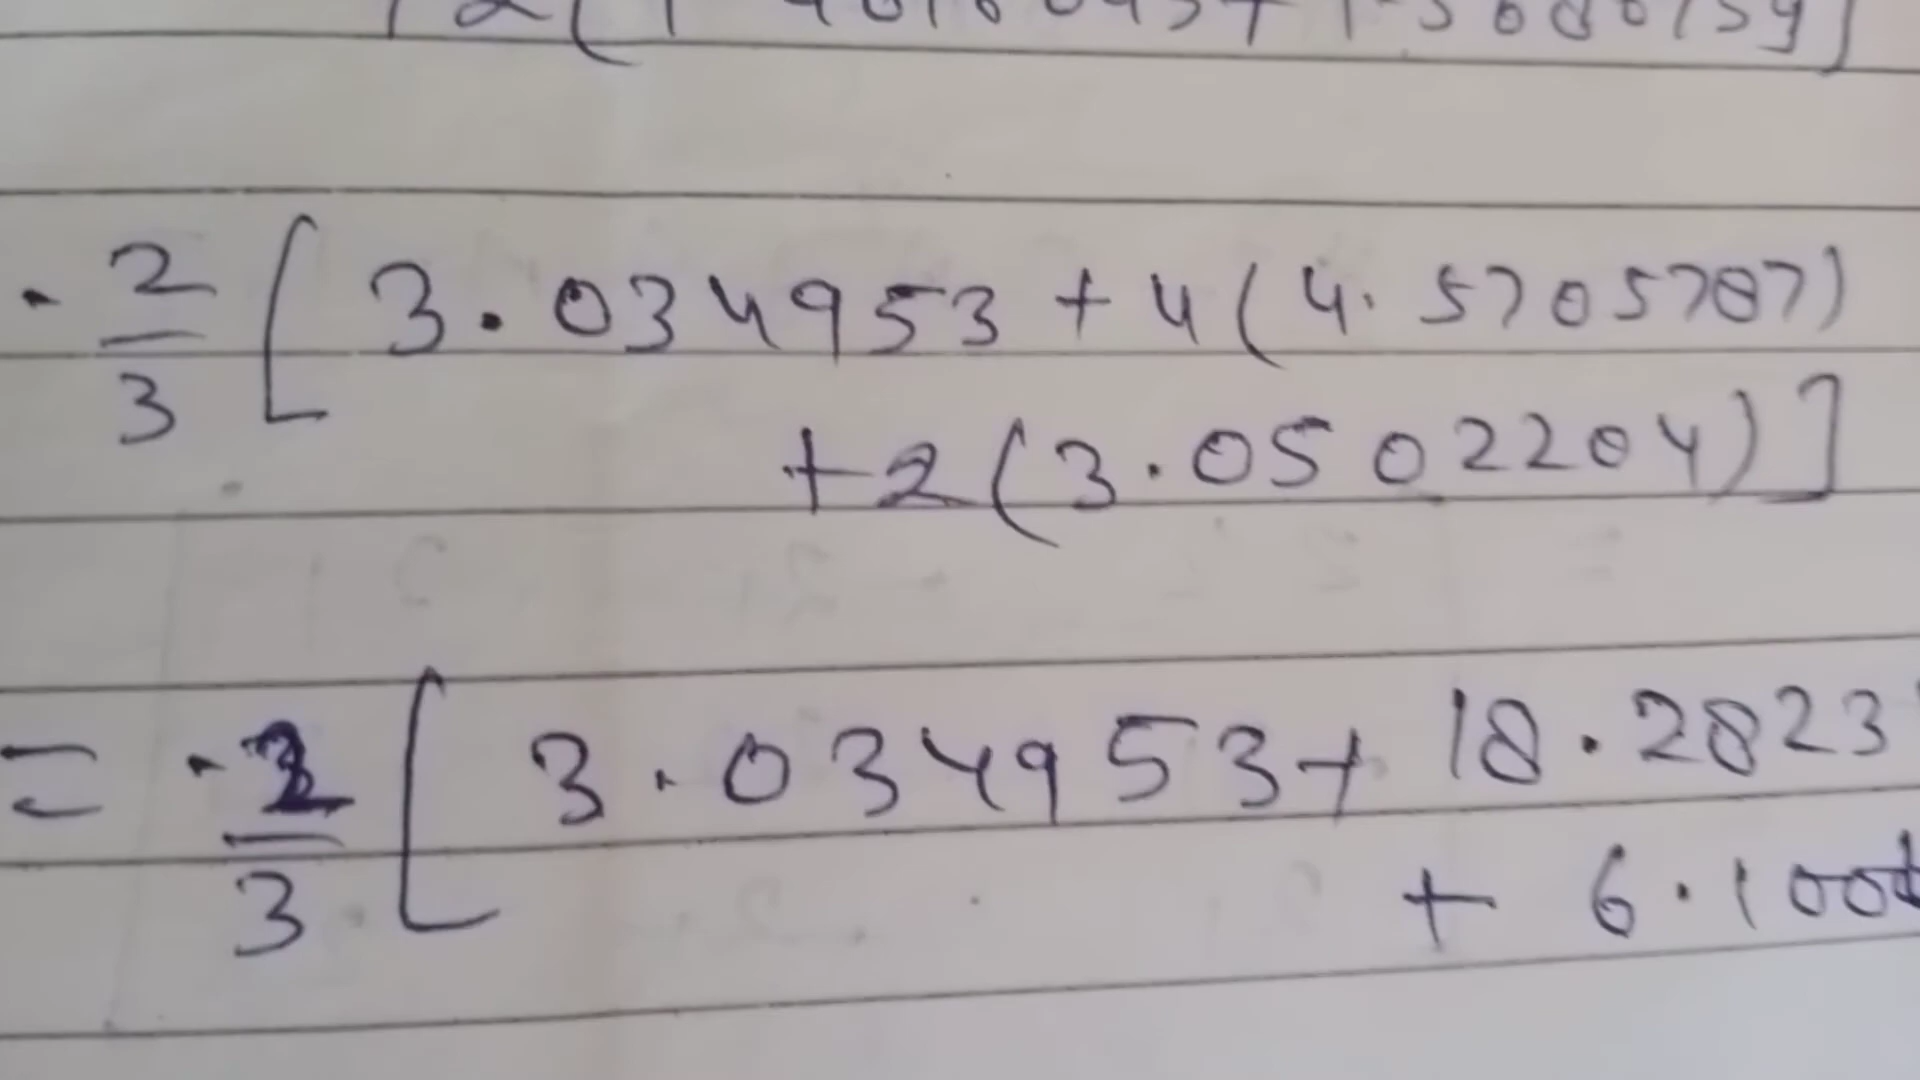 .2/3 [ 3.034953 + 4 ( 4.5705787)
+2 (3.0502204) ]
= .2/3 [ 3.034953 + 18.2823
+ 6.100